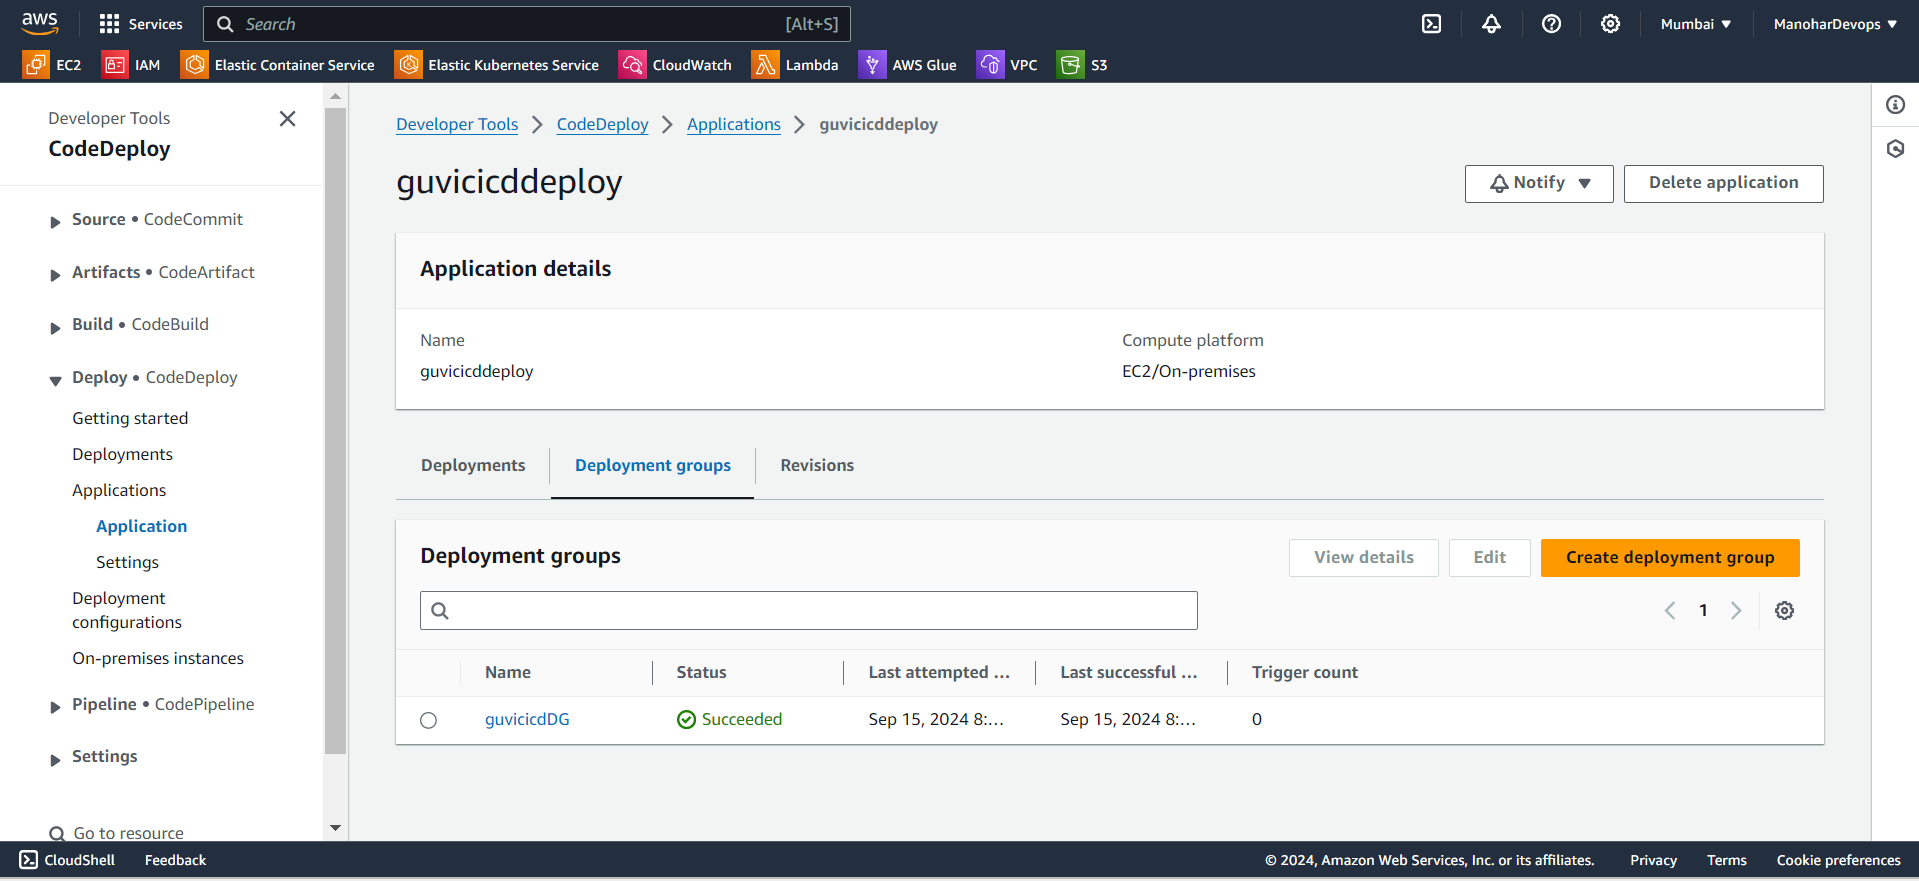 aws
Services
Search
[Alt+S]
Mumbai
ManoharDevops
EC2
IAM
Elastic Container Service
Elastic Kubernetes Service
CloudWatch
Lambda
AWS Glue
VPC
S3
Developer Tools
CodeDeploy
Source • CodeCommit
Artifacts • CodeArtifact
Build • CodeBuild
Deploy • CodeDeploy
Getting started
Deployments
Applications
Application
Settings
Deployment
configurations
On-premises instances
Pipeline • CodePipeline
Settings
Go to resource
Developer Tools
CodeDeploy
Applications
guvicicddeploy
guvicicddeploy
Notify
Delete application
Application details
Name
guvicicddeploy
Compute platform
EC2/On-premises
Deployments
Deployment groups
Revisions
Deployment groups
View details
Edit
Create deployment group
1
Name
Status
Last attempted ...
Last successful ...
Trigger count
guvicicdDG
Succeeded
Sep 15, 2024 8:...
Sep 15, 2024 8:...
0
CloudShell
Feedback
© 2024, Amazon Web Services, Inc. or its affiliates.
Privacy
Terms
Cookie preferences